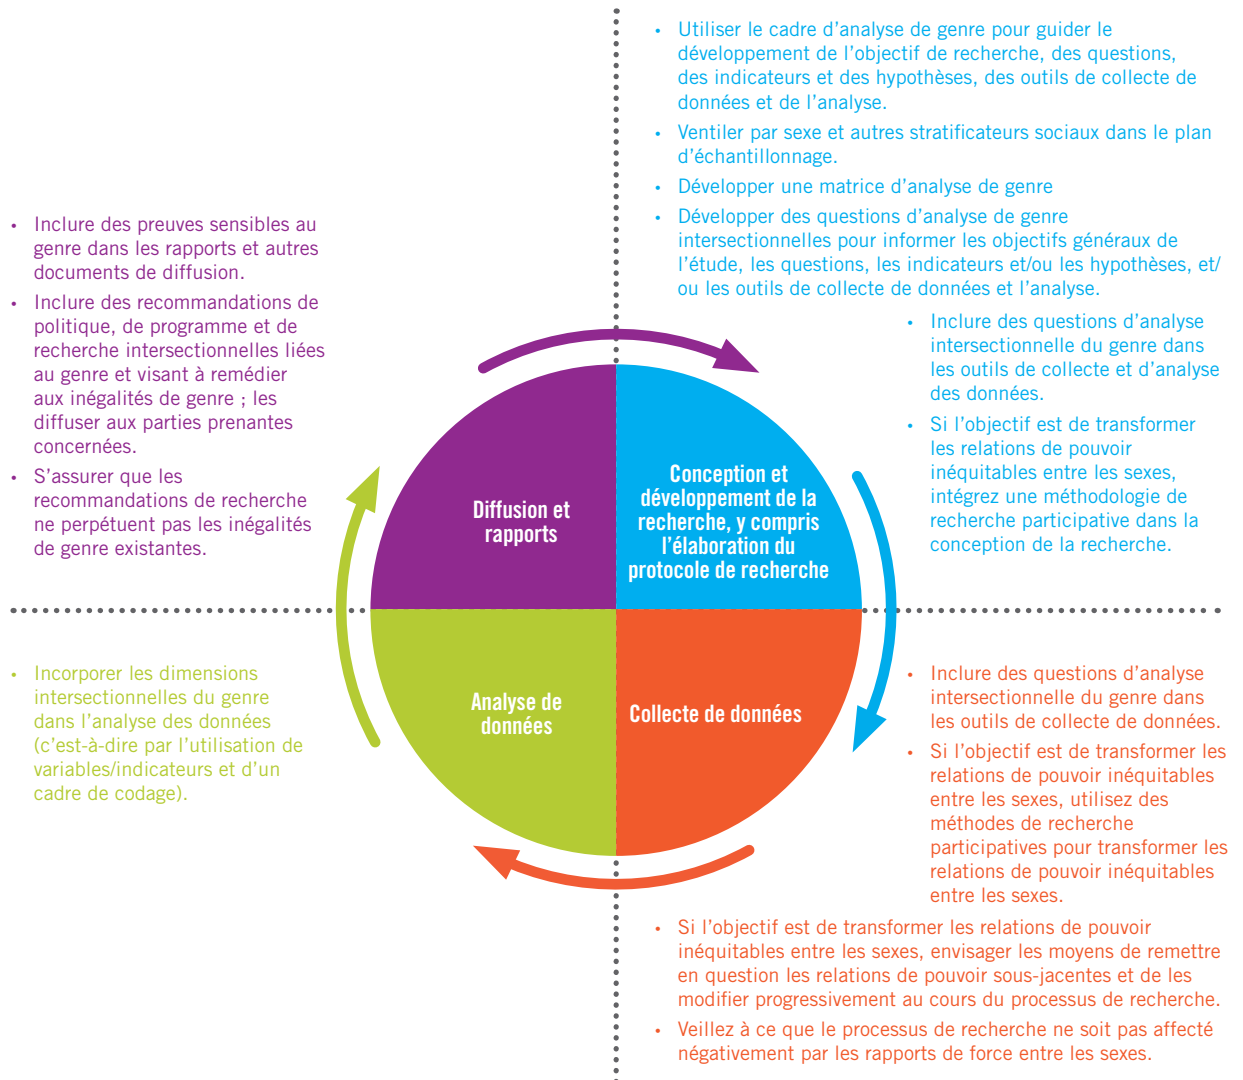 • Utiliser le cadre d’analyse de genre pour guider le
développement de l’objectif de recherche, des questions,
des indicateurs et des hypothèses, des outils de collecte de
données et de l’analyse.
• Ventiler par sexe et autres stratificateurs sociaux dans le plan
d’échantillonnage.
• Développer une matrice d’analyse de genre
• Développer des questions d’analyse de genre
intersectionnelles pour informer les objectifs généraux de
l’étude, les questions, les indicateurs et/ou les hypothèses, et/
ou les outils de collecte de données et l’analyse.
• Inclure des questions d’analyse
intersectionnelle du genre dans
les outils de collecte et d’analyse
des données.
• Si l’objectif est de transformer
les relations de pouvoir
inéquitables entre les sexes,
intégrez une méthodologie de
recherche participative dans la
conception de la recherche.
• Inclure des preuves sensibles au
genre dans les rapports et autres
documents de diffusion.
• Inclure des recommandations de
politique, de programme et de
recherche intersectionnelles liées
au genre et visant à remédier
aux inégalités de genre ; les
diffuser aux parties prenantes
concernées.
• S’assurer que les
recommandations de recherche
ne perpétuent pas les inégalités
de genre existantes.
Diffusion et
rapports
Conception et
développement de la
recherche, y compris
l’élaboration du
protocole de recherche
Analyse de
données
Collecte de données
• Incorporer les dimensions
intersectionnelles du genre
dans l’analyse des données
(c’est-à-dire par l’utilisation de
variables/indicateurs et d’un
cadre de codage).
• Inclure des questions d’analyse
intersectionnelle du genre dans
les outils de collecte de données.
• Si l’objectif est de transformer les
relations de pouvoir inéquitables
entre les sexes, utilisez des
méthodes de recherche
participatives pour transformer les
relations de pouvoir inéquitables
entre les sexes.
• Si l’objectif est de transformer les relations de pouvoir
inéquitables entre les sexes, envisager les moyens de remettre
en question les relations de pouvoir sous-jacentes et de les
modifier progressivement au cours du processus de recherche.
• Veillez à ce que le processus de recherche ne soit pas affecté
négativement par les rapports de force entre les sexes.